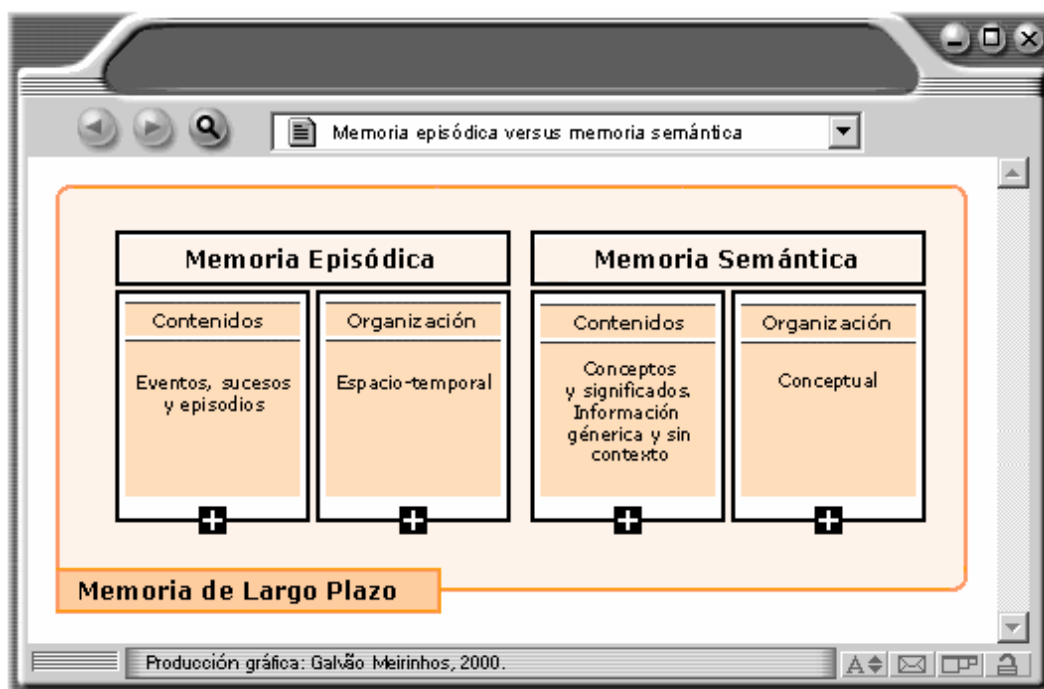 Memoria episódica versus memoria semántica
Memoria Episódica
Contenidos
Eventos, sucesos
y episodios
Organización
Espacio-temporal
Memoria Semántica
Contenidos
Conceptos
y significados.
Información
génerica y sin
contexto
Organización
Conceptual
Memoria de Largo Plazo
Producción gráfica: Galvão Meirinhos, 2000.
A